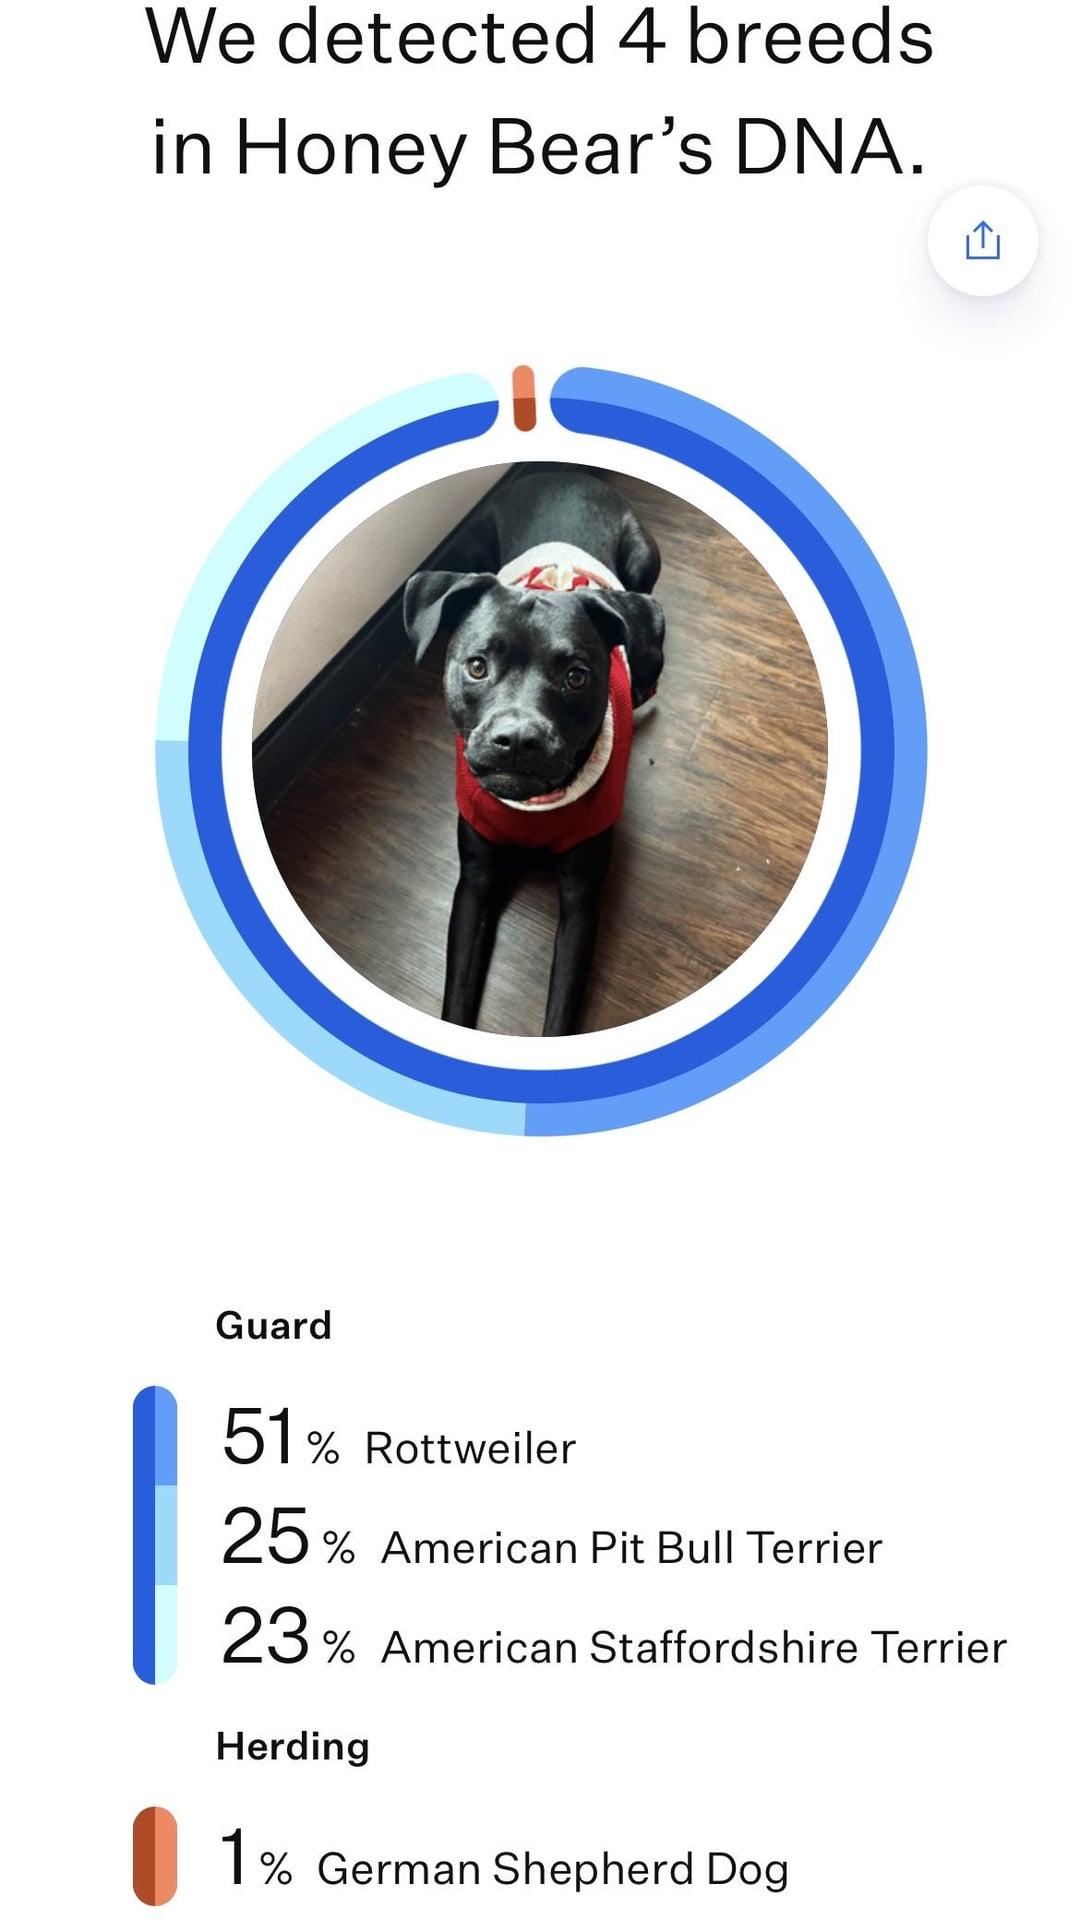 We detected 4 breeds
in Honey Bear’s DNA.
Guard
51% Rottweiler
25% American Pit Bull Terrier
23% American Staffordshire Terrier
Herding
1% German Shepherd Dog